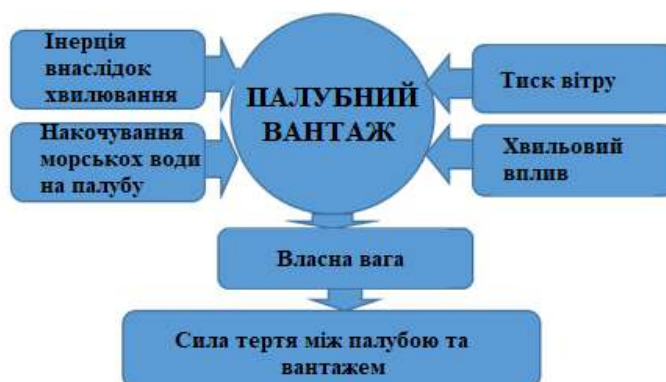 Інерція
внаслідок
хвилювання
Накочування
морськох води
на палубу
ПАЛУБНИЙ
ВАНТАЖ
Тиск вітру
Хвильовий
вплив
Власна вага
Сила тертя між палубою та
вантажем